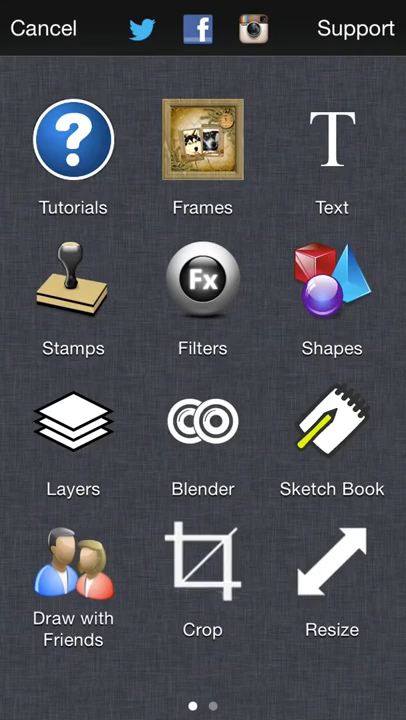 Cancel
Support
Tutorials
Frames
T
Text
Stamps
Fx
Filters
Shapes
Layers
Blender
Sketch Book
Draw with
Friends
Crop
Resize